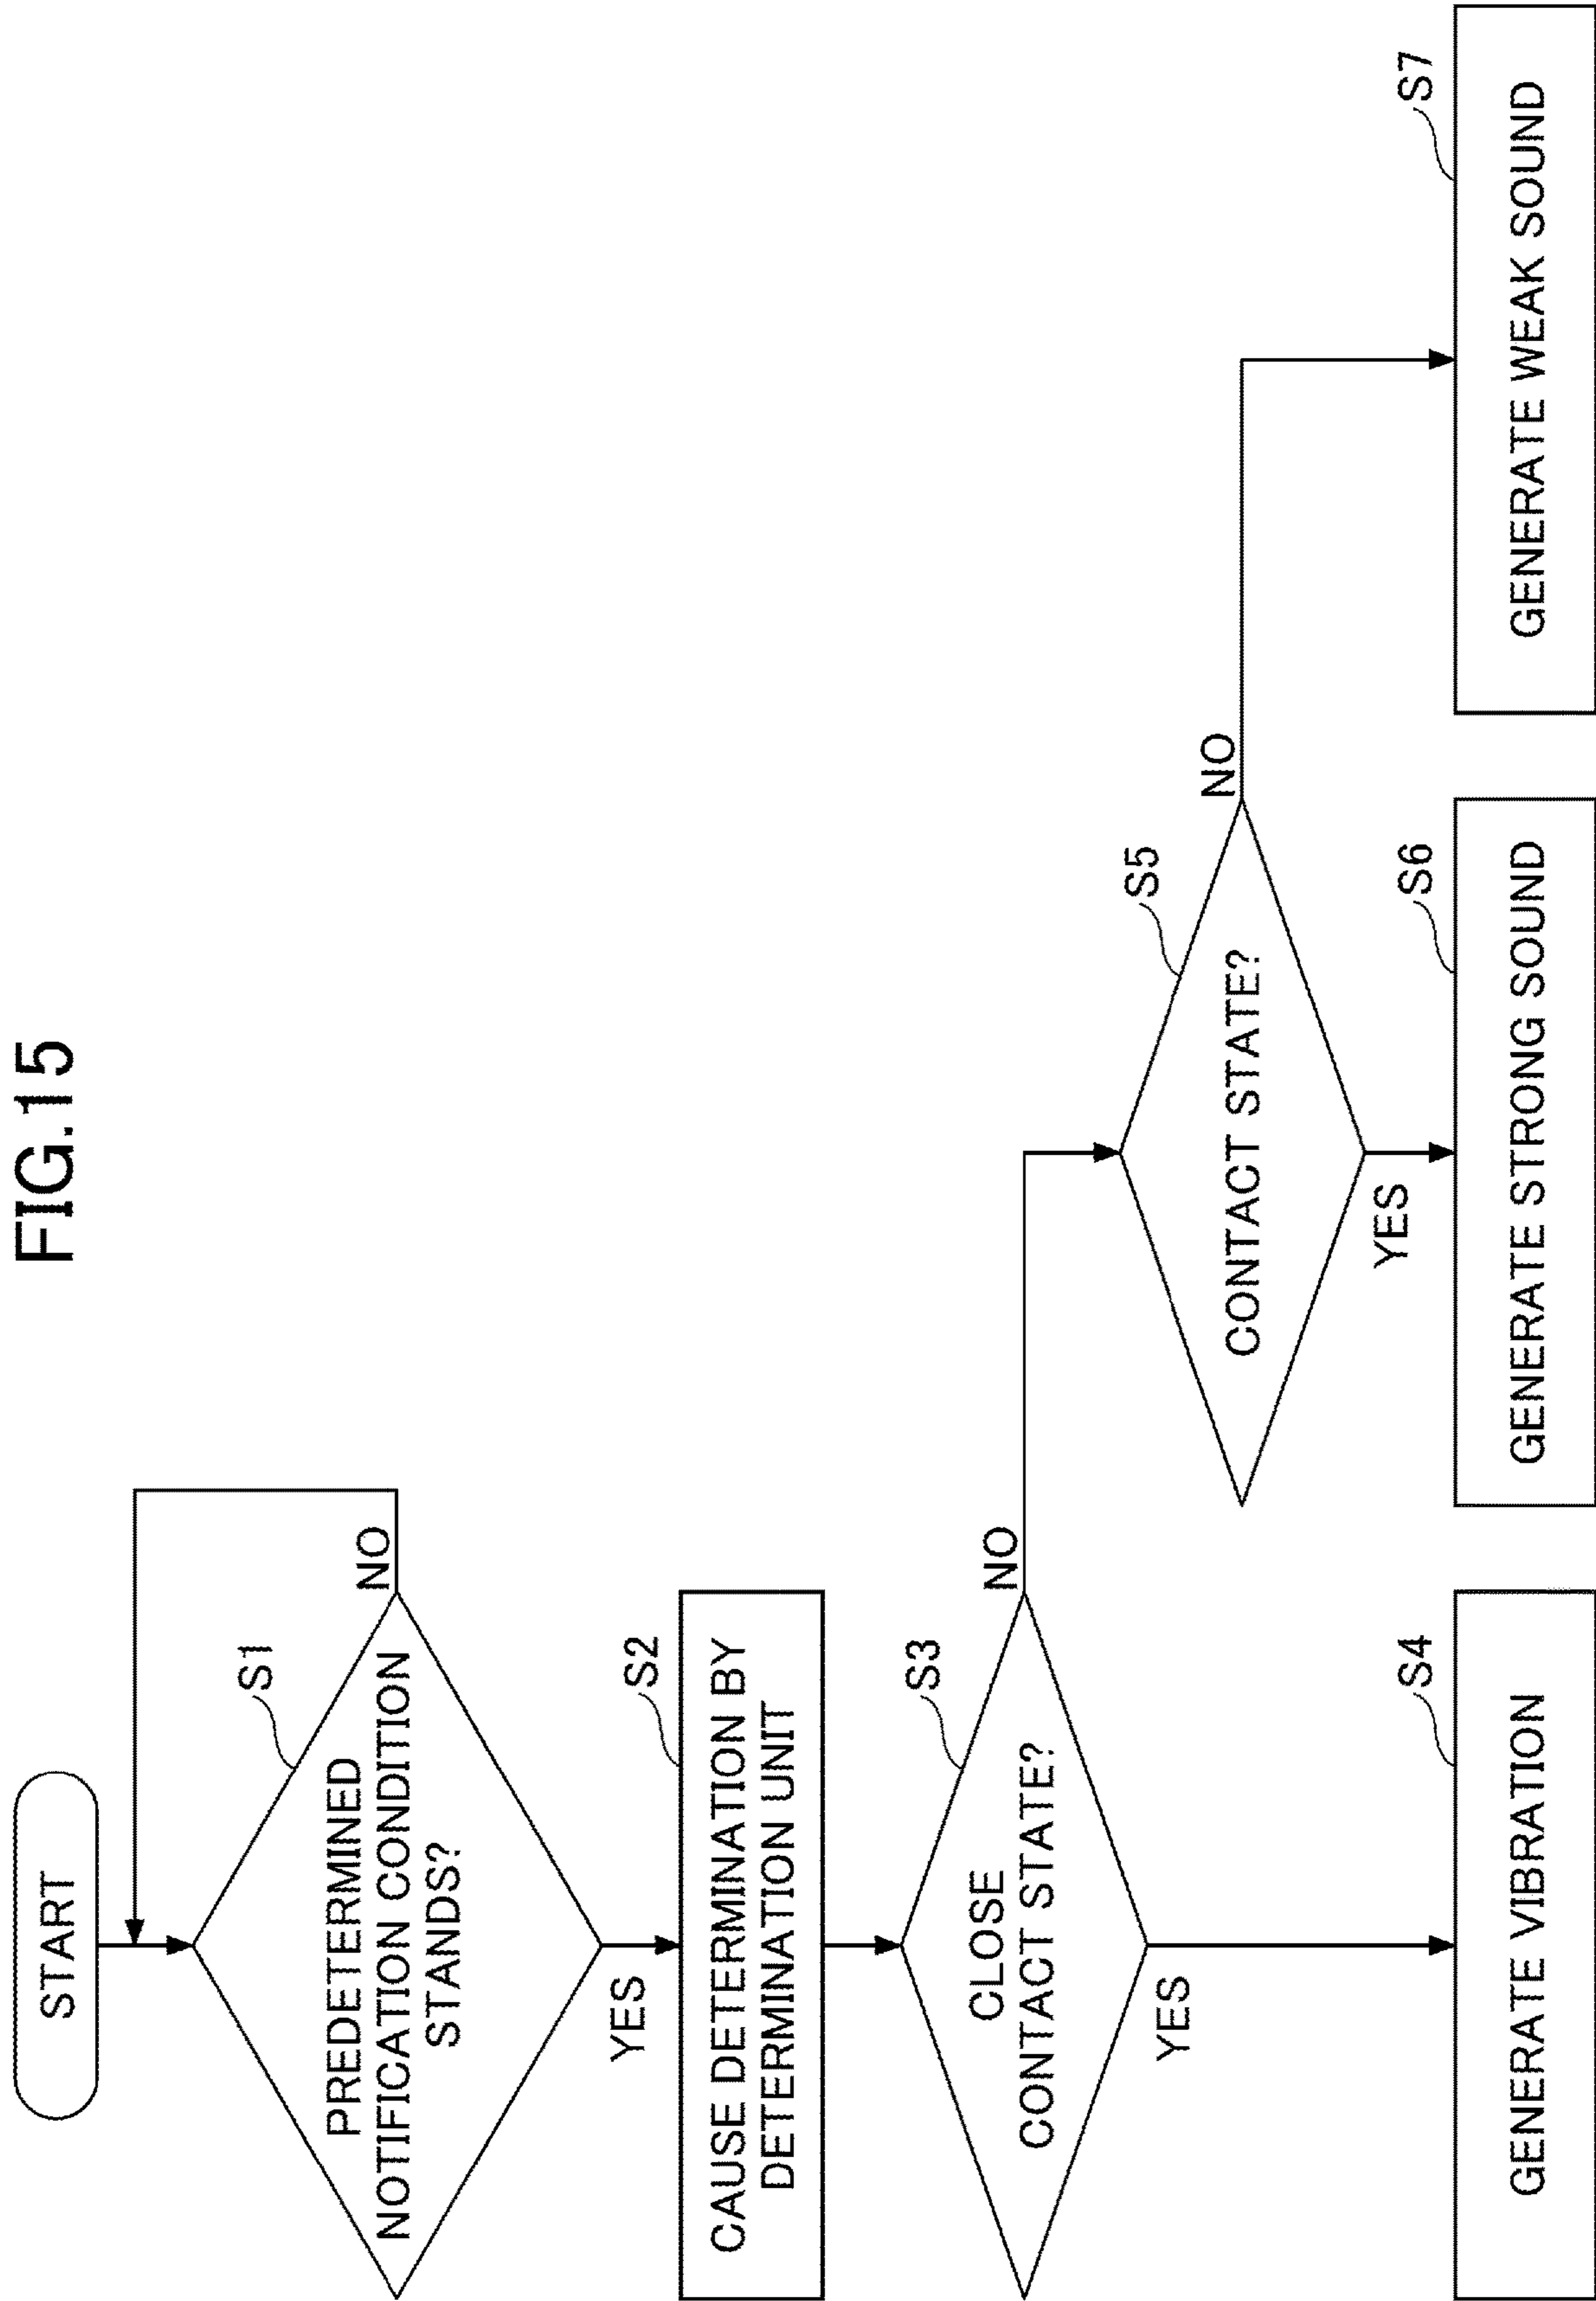 FIG.15
START
S1
PREDETERMINED
NOTIFICATION CONDITION
STANDS?
NO
YES
S2
CAUSE DETERMINATION BY
DETERMINATION UNIT
S3
CLOSE
CONTACT STATE?
NO
YES
S5
CONTACT STATE?
NO
YES
S4
GENERATE VIBRATION
S6
GENERATE STRONG SOUND
S7
GENERATE WEAK SOUND